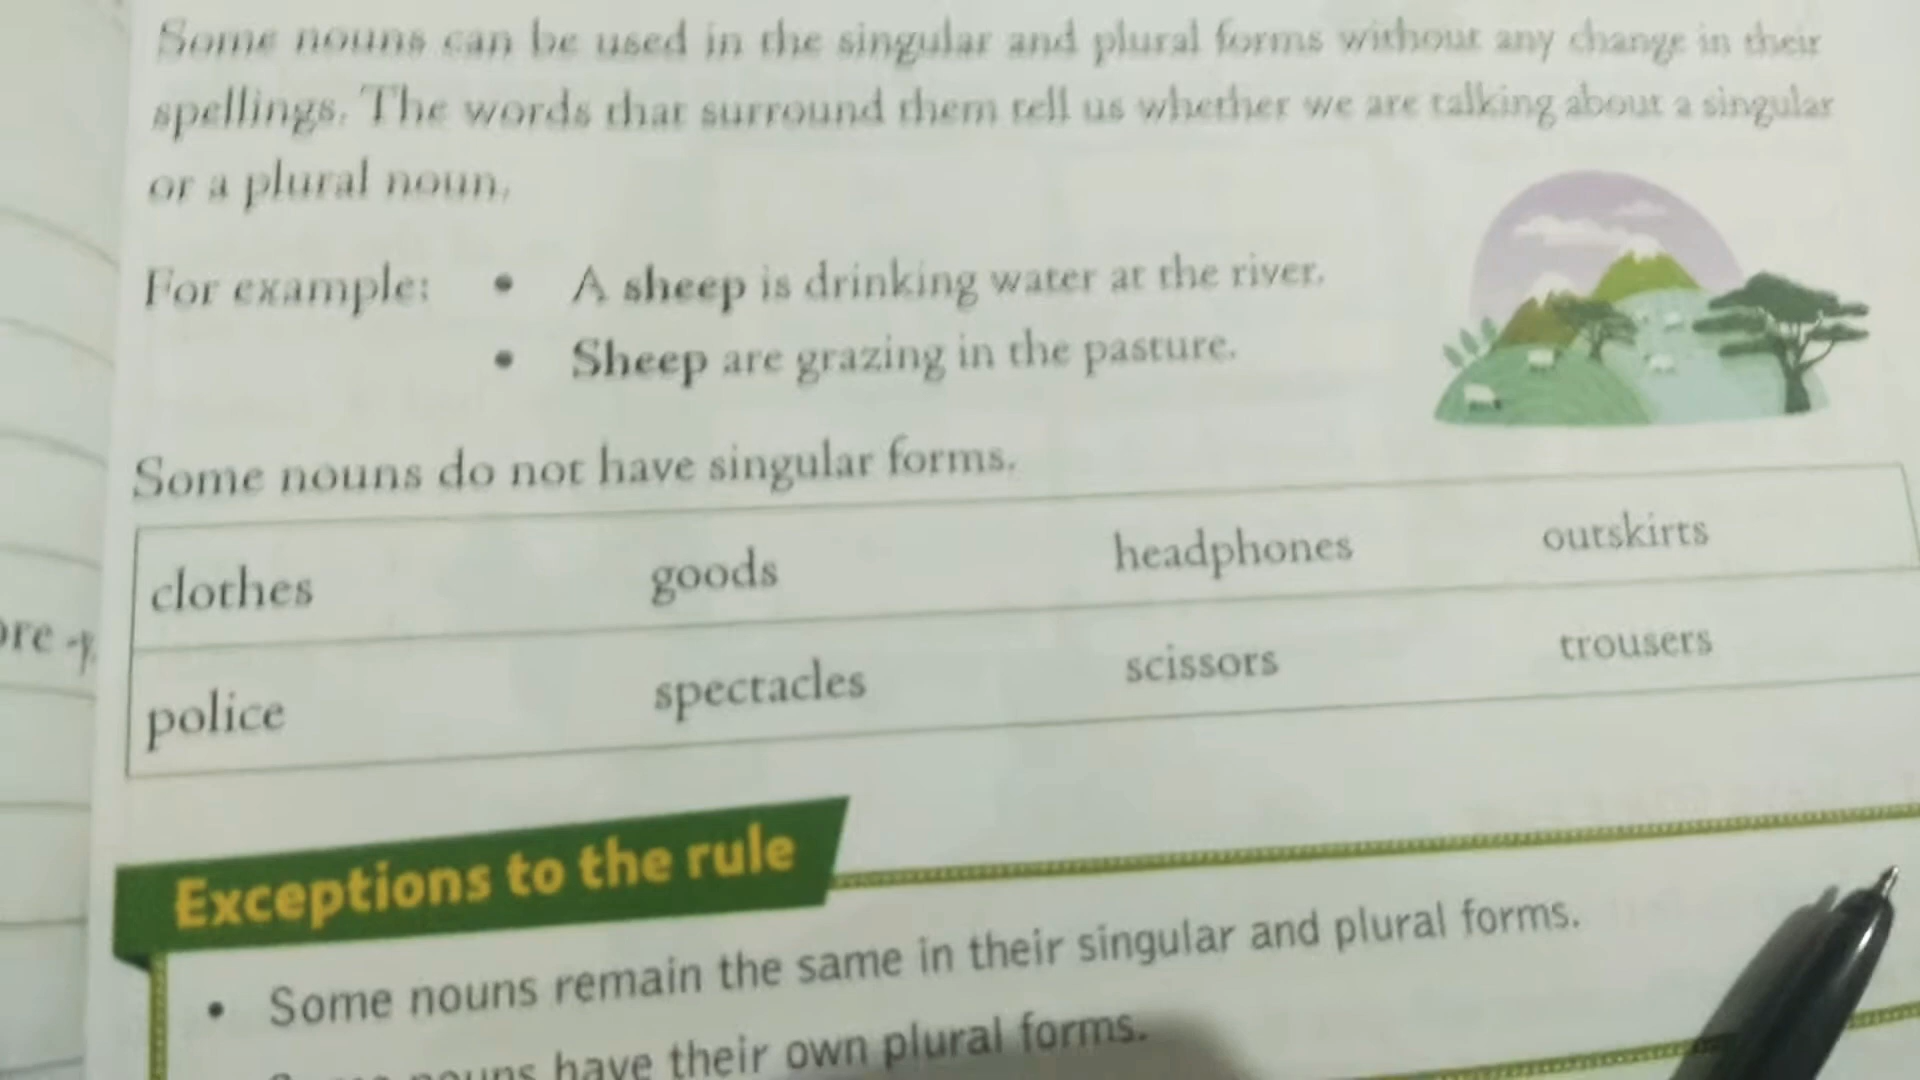 Some nouns can be used in the singular and plural forms without any change in their
spellings. The words that surround them tell us whether we are talking about a singular
or a plural noun.
For example: • A sheep is drinking water at the river.
• Sheep are grazing in the pasture.
Some nouns do not have singular forms.
clothes goods headphones outskirts
police spectacles scissors trousers
Exceptions to the rule
• Some nouns remain the same in their singular and plural forms.
nouns have their own plural forms.